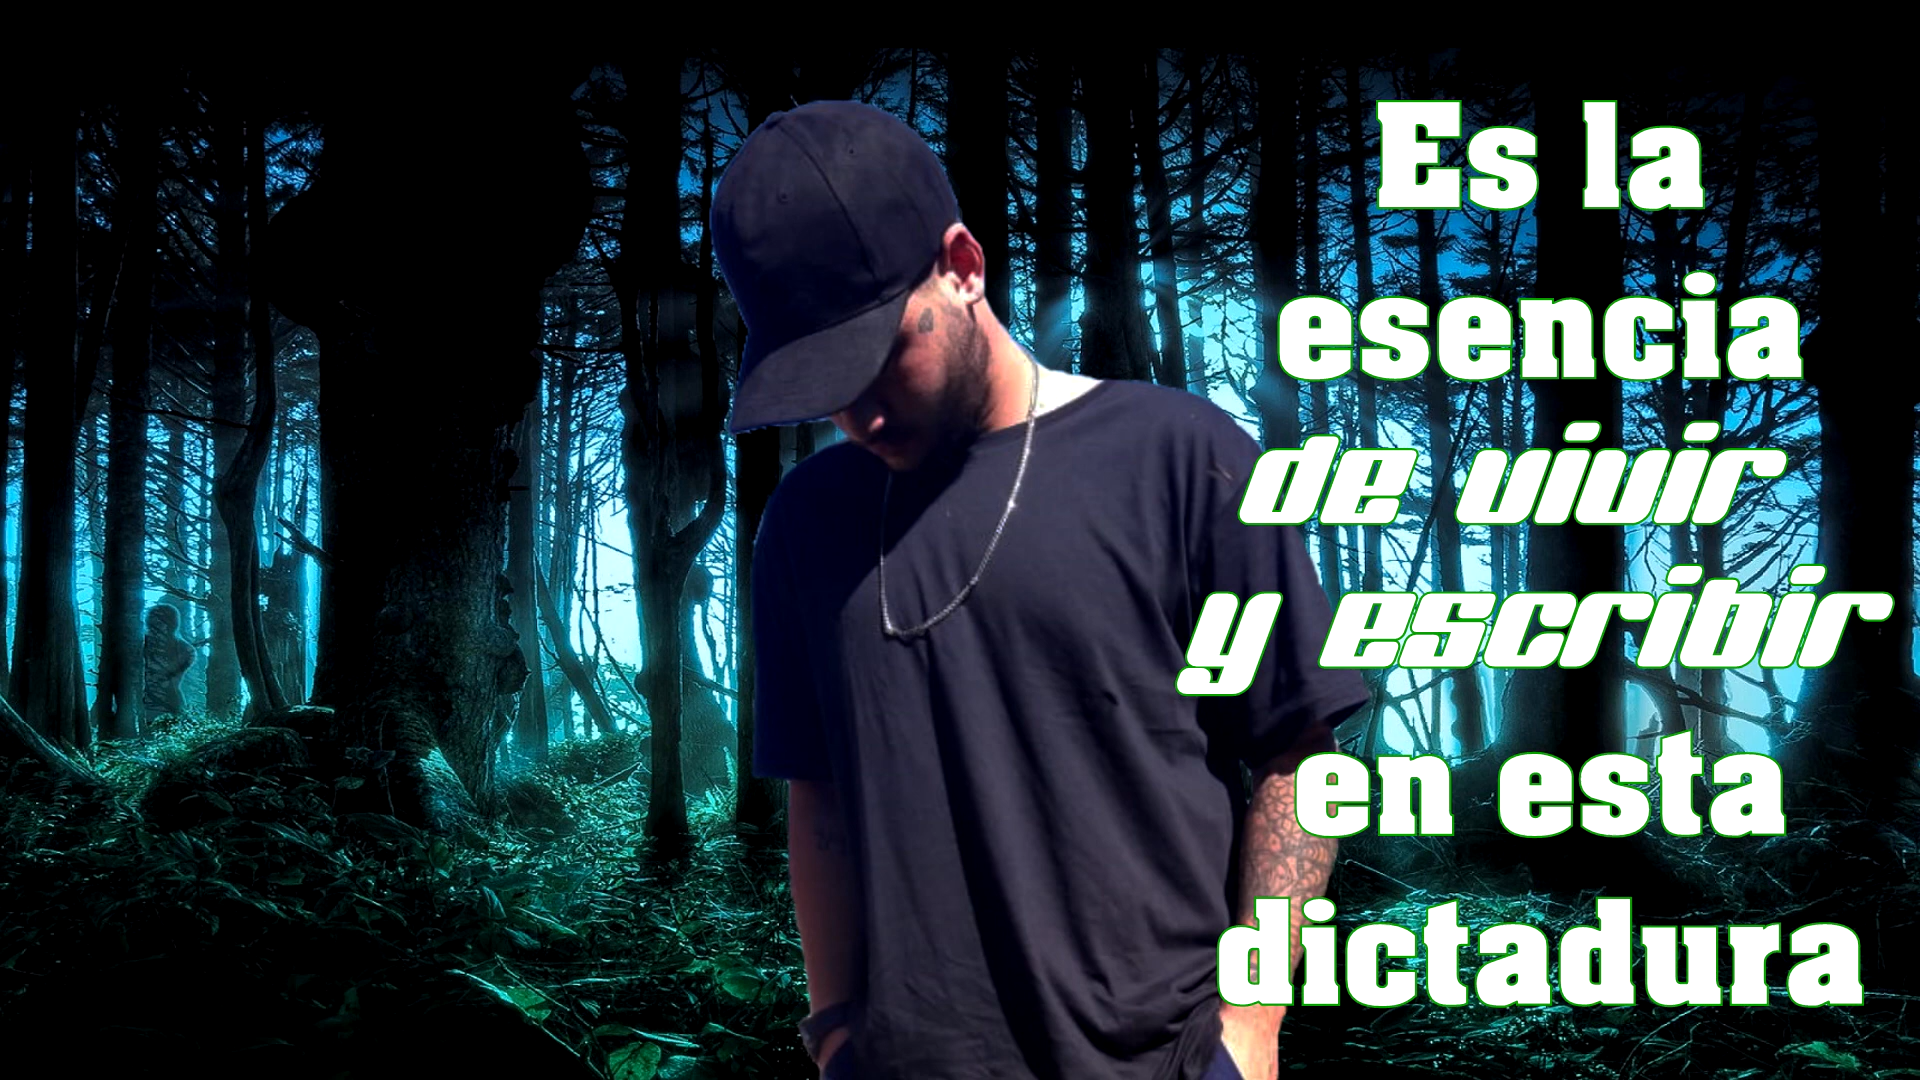 Es la
esencia
de vivir
y escribir
en esta
dictadura